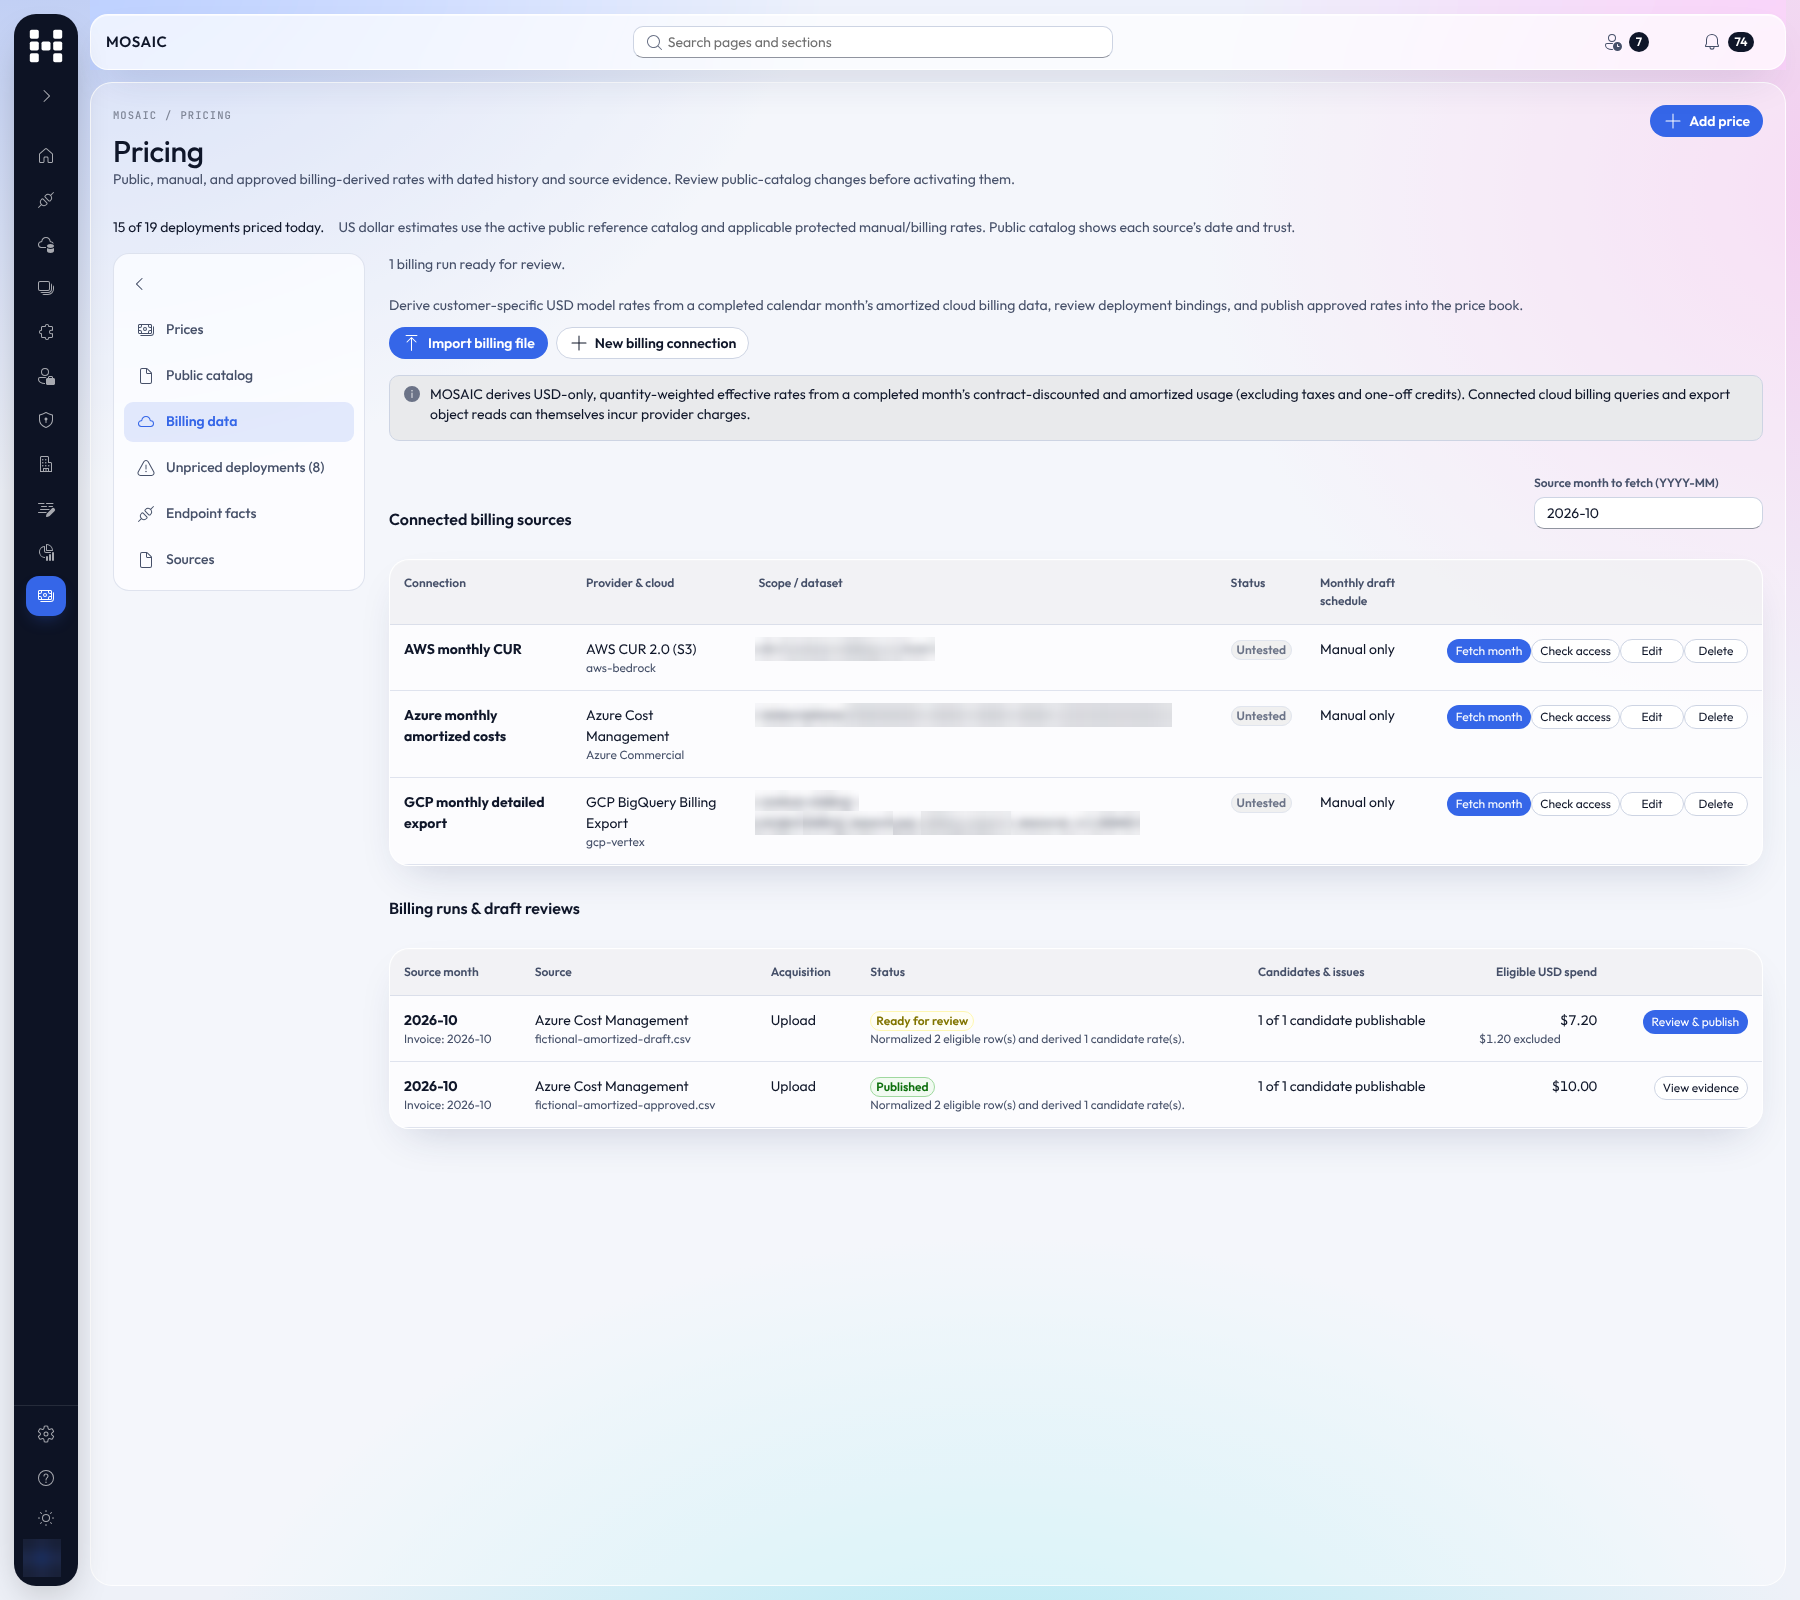 MOSAIC
Search pages and sections
7
74
MOSAIC / PRICING
Add price
Pricing
Public, manual, and approved billing-derived rates with dated history and source evidence. Review public-catalog changes before activating them.
15 of 19 deployments priced today. US dollar estimates use the active public reference catalog and applicable protected manual/billing rates. Public catalog shows each source's date and trust.
Prices
Public catalog
Billing data
Unpriced deployments (8)
Endpoint facts
Sources
1 billing run ready for review.
Derive customer-specific USD model rates from a completed calendar month's amortized cloud billing data, review deployment bindings, and publish approved rates into the price book.
Import billing file
New billing connection
MOSAIC derives USD-only, quantity-weighted effective rates from a completed month's contract-discounted and amortized usage (excluding taxes and one-off credits). Connected cloud billing queries and export
object reads can themselves incur provider charges.
Source month to fetch (YYYY-MM)
Connected billing sources
2026-10
Connection Provider & cloud Scope / dataset Status Monthly draft
schedule
AWS monthly CUR AWS CUR 2.0 (S3) Untested Manual only Fetch month Check access Edit Delete
aws-bedrock
Azure monthly Azure Cost Untested Manual only Fetch month Check access Edit Delete
amortized costs Management
Azure Commercial
GCP monthly detailed GCP BigQuery Billing Untested Manual only Fetch month Check access Edit Delete
export Export
gcp-vertex
Billing runs & draft reviews
Source month Source Acquisition Status Candidates & issues Eligible USD spend
2026-10 Azure Cost Management Upload Ready for review 1 of 1 candidate publishable $7.20 Review & publish
Invoice: 2026-10 fictional-amortized-draft.csv Normalized 2 eligible row(s) and derived 1 candidate rate(s). $1.20 excluded
2026-10 Azure Cost Management Upload Published 1 of 1 candidate publishable $10.00 View evidence
Invoice: 2026-10 fictional-amortized-approved.csv Normalized 2 eligible row(s) and derived 1 candidate rate(s).